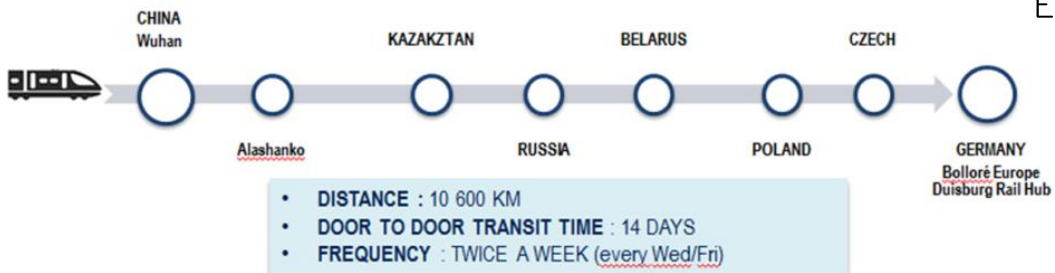 E
CHINA
Wuhan
KAZAKZTAN
BELARUS
CZECH
Alashanko
RUSSIA
POLAND
GERMANY
Bolloré Europe
Duisburg Rail Hub
• DISTANCE : 10 600 KM
• DOOR TO DOOR TRANSIT TIME : 14 DAYS
• FREQUENCY : TWICE A WEEK (every Wed/Fri)